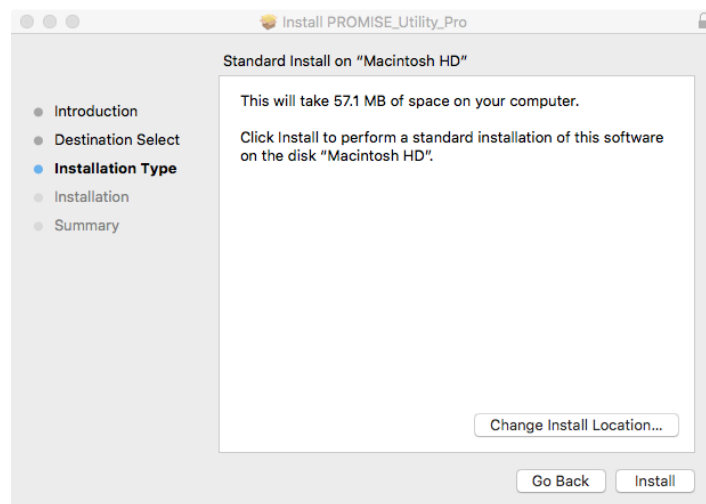 Install PROMISE_Utility_Pro
Standard Install on “Macintosh HD”
Introduction
Destination Select
Installation Type
Installation
Summary
This will take 57.1 MB of space on your computer.
Click Install to perform a standard installation of this software
on the disk “Macintosh HD”.
Change Install Location...
Go Back
Install